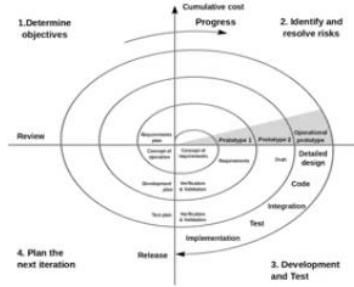 Cumulative cost
1.Determine
objectives
Progress
2. Identify and
resolve risks
Review
Requirements
plan
Concept of
operation
Concept of
requirements
Prototype 1
Prototype 2
Operational
prototype
Requirements
Draft
Detailed
design
Development
plan
Verification
& Validation
Code
Integration
Test plan
Verification
& Validation
Test
Implementation
Release
4. Plan the
next iteration
3. Development
and Test